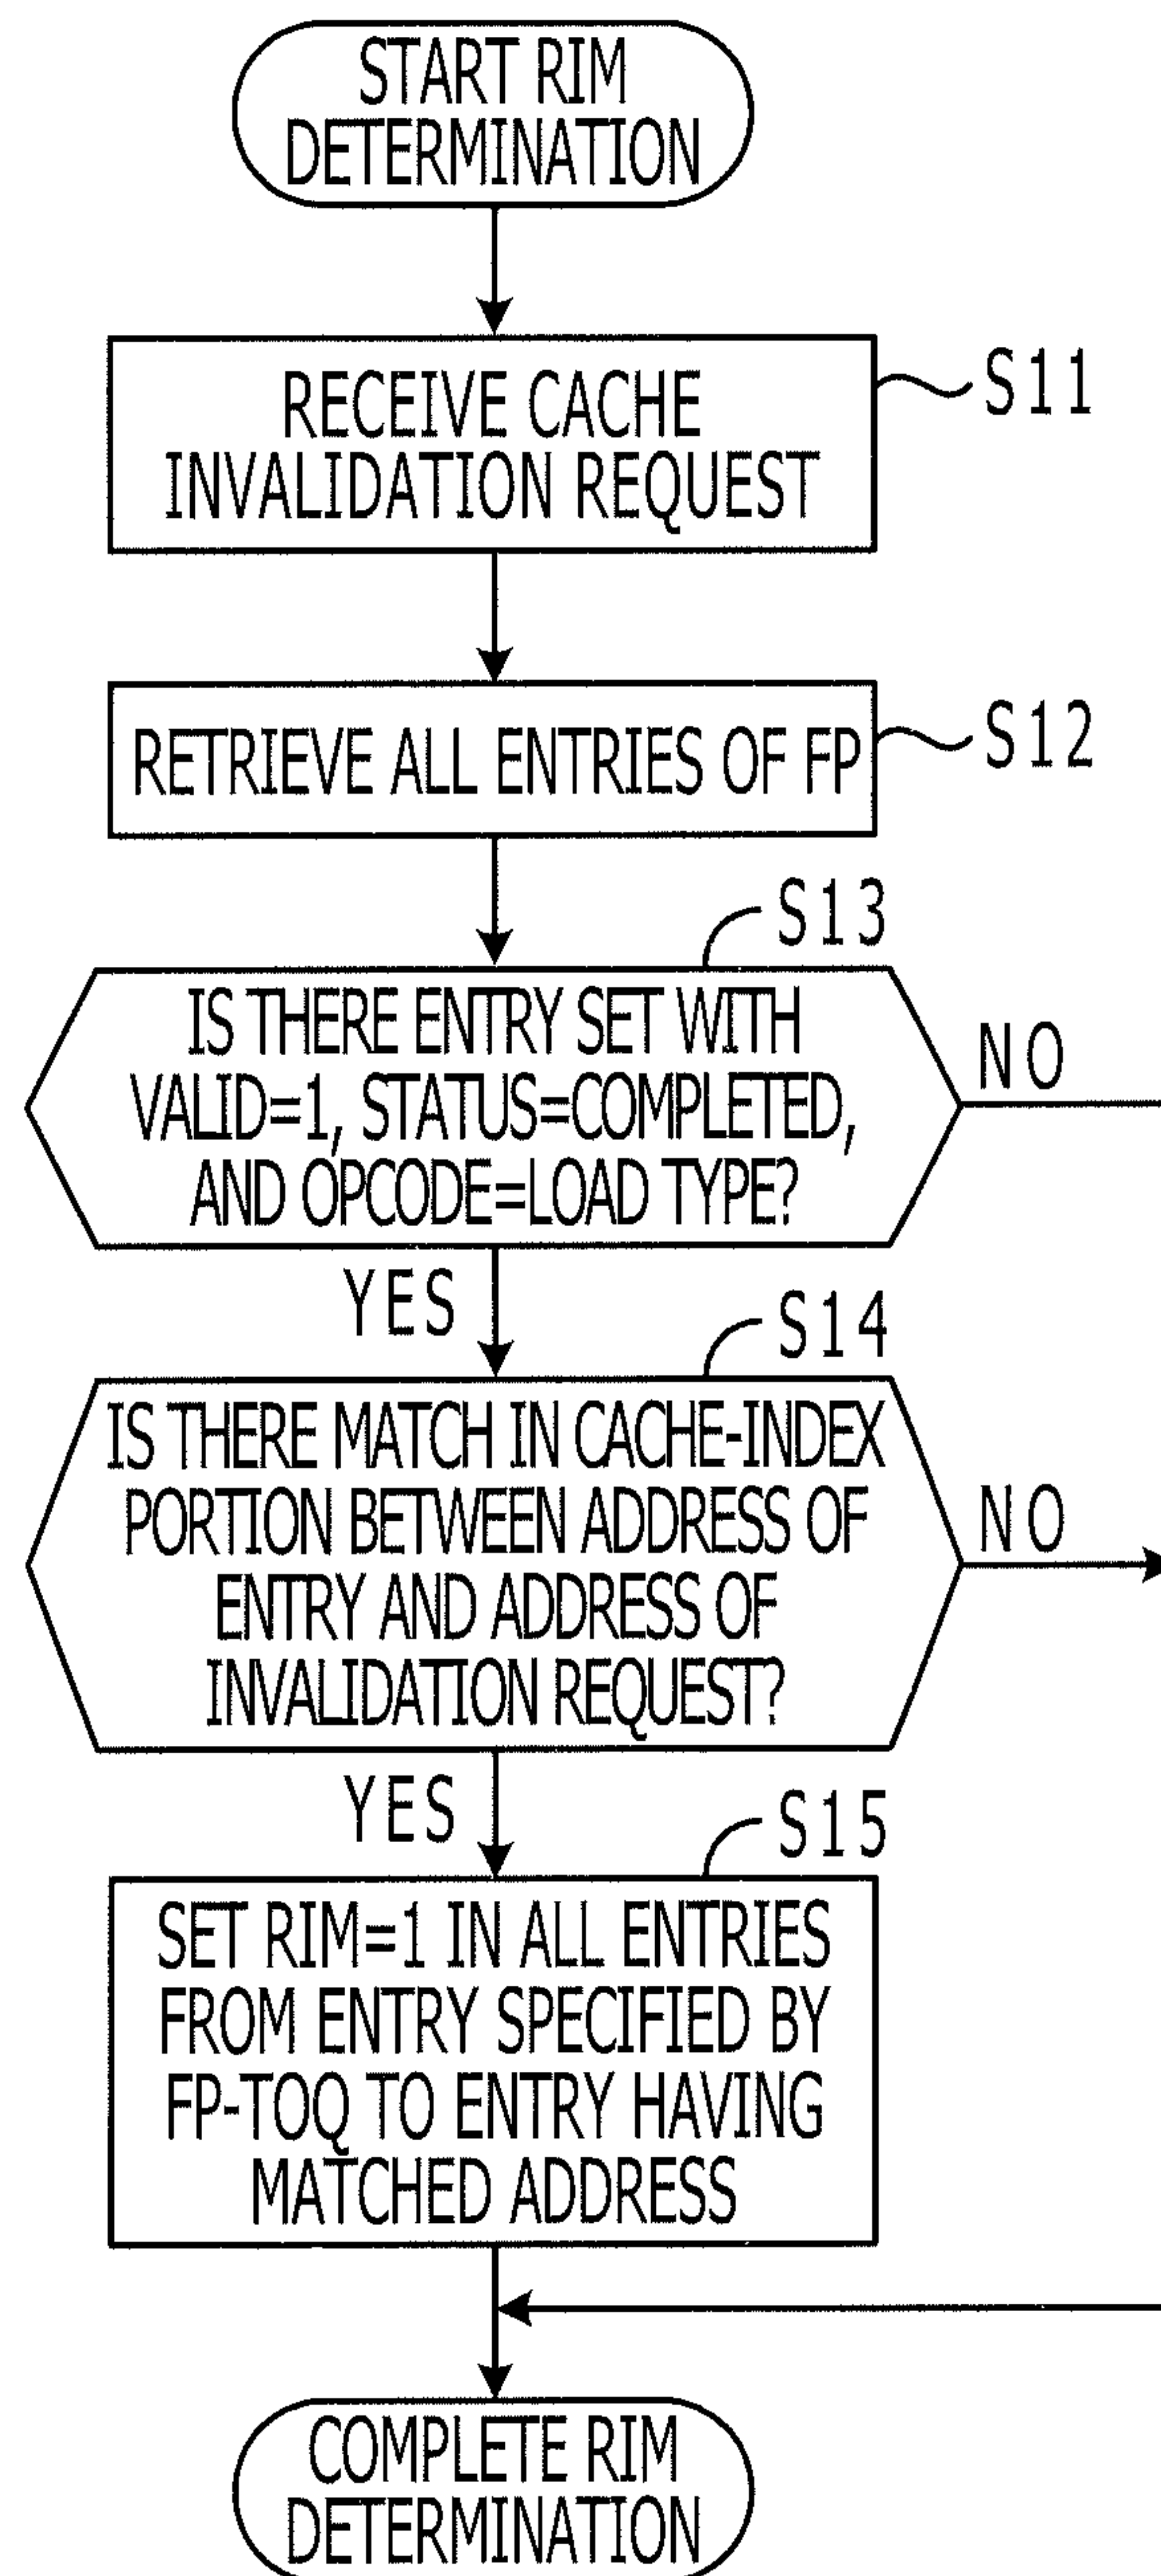 START RIM
DETERMINATION
RECEIVE CACHE
INVALIDATION REQUEST
S11
RETRIEVE ALL ENTRIES OF FP
S12
S13
IS THERE ENTRY SET WITH
VALID=1, STATUS=COMPLETED,
AND OPCODE=LOAD TYPE?
NO
YES
S14
IS THERE MATCH IN CACHE-INDEX
PORTION BETWEEN ADDRESS OF
ENTRY AND ADDRESS OF
INVALIDATION REQUEST?
NO
YES
S15
SET RIM=1 IN ALL ENTRIES
FROM ENTRY SPECIFIED BY
FP-TOQ TO ENTRY HAVING
MATCHED ADDRESS
COMPLETE RIM
DETERMINATION